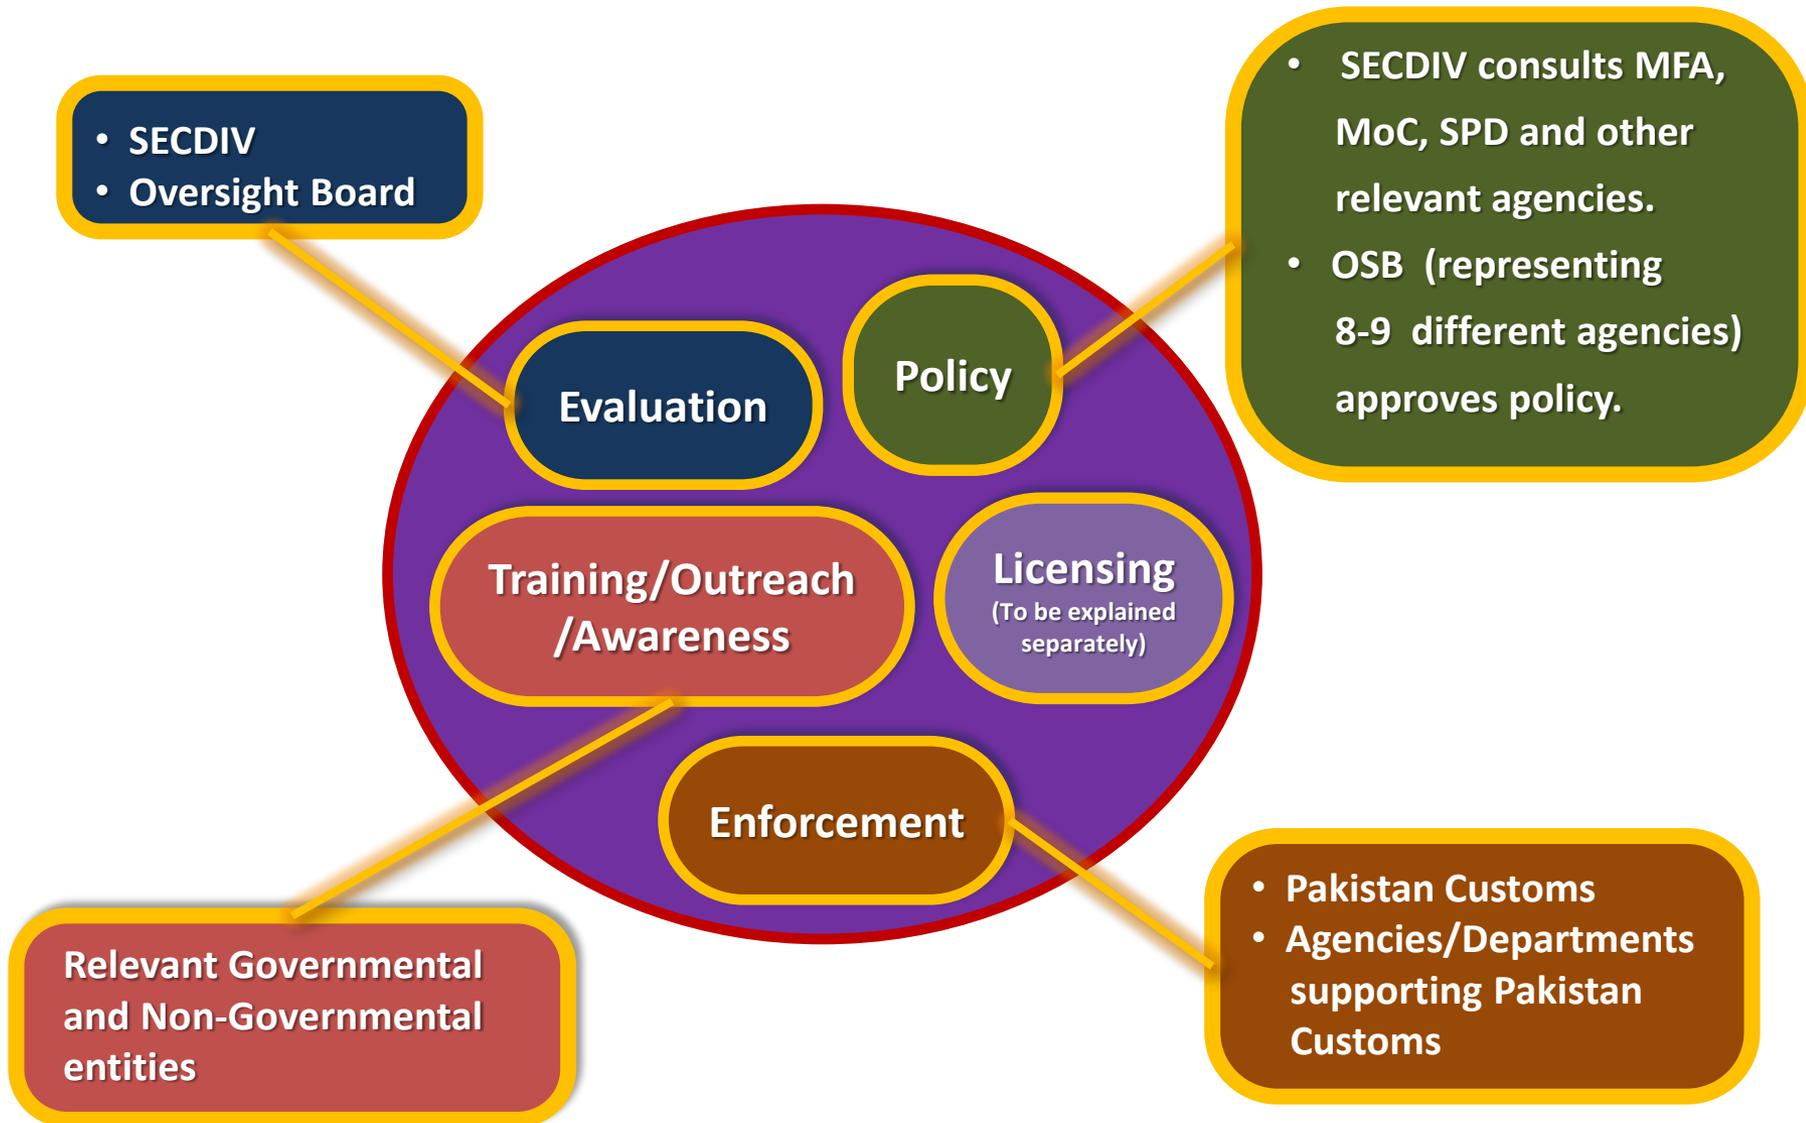 • SECDIV
• Oversight Board
• SECDIV consults MFA,
MoC, SPD and other
relevant agencies.
• OSB (representing
8-9 different agencies)
approves policy.
Evaluation
Policy
Training/Outreach
/Awareness
Licensing
(To be explained
separately)
Enforcement
Relevant Governmental
and Non-Governmental
entities
• Pakistan Customs
• Agencies/Departments
supporting Pakistan
Customs